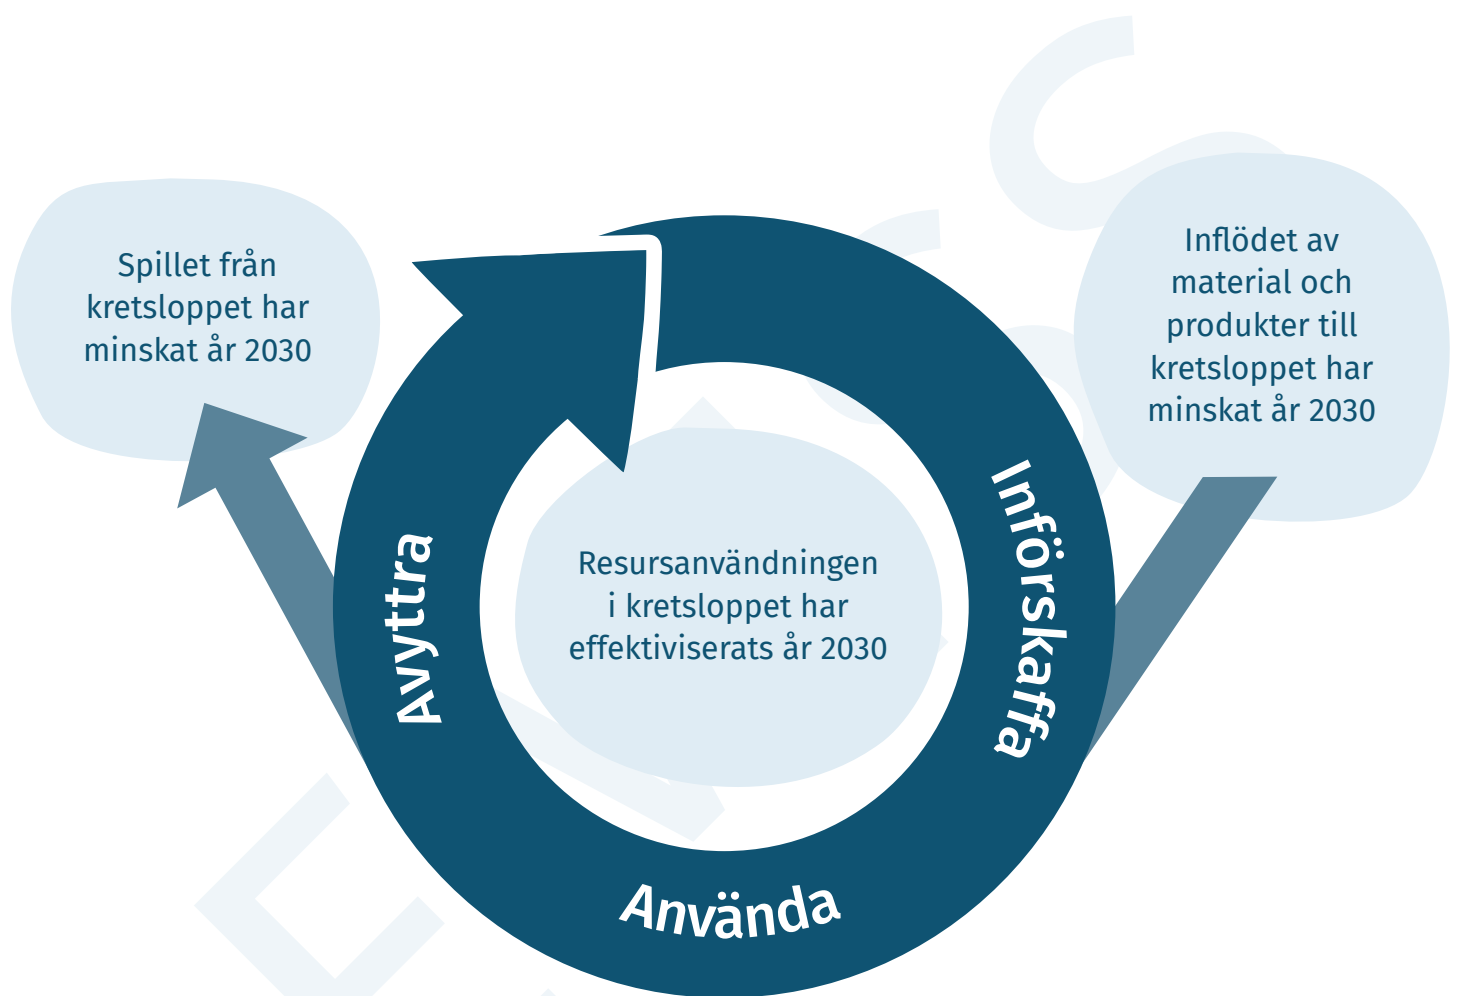 Spillet från
kretsloppet har
minskat år 2030
Inflödet av
material och
produkter till
kretsloppet har
minskat år 2030
Resursanvändningen
i kretsloppet har
effektiviserats år 2030
Införskaffa
Använda
Avyttra